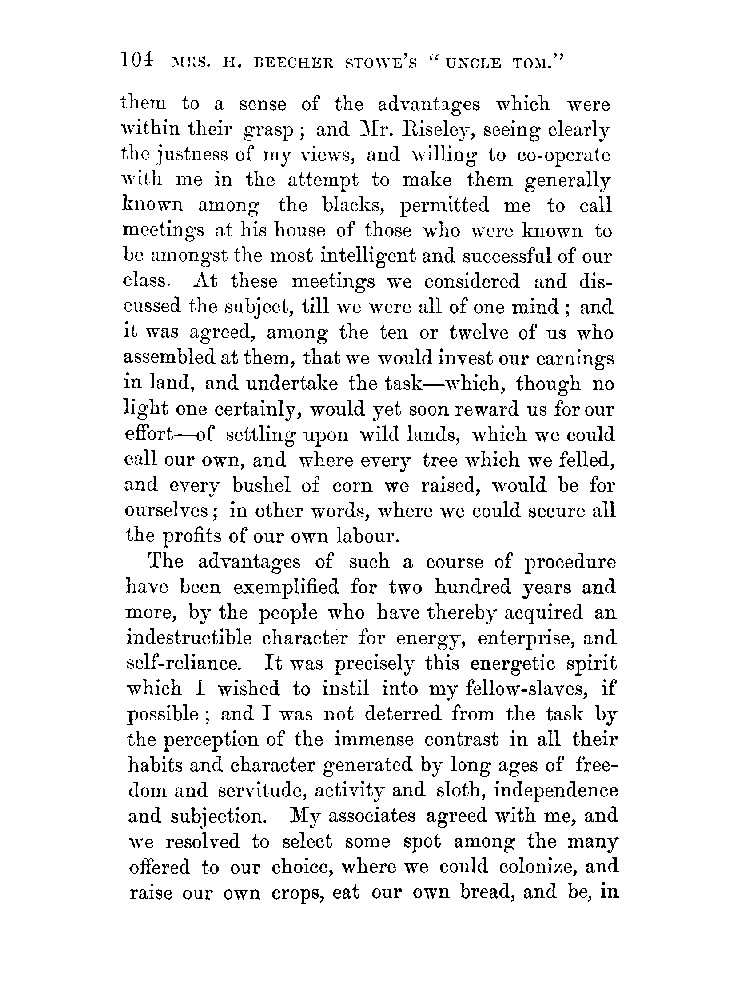 104 MRS. H. BEECHER STOWE'S "UNCLE TOM."
them to a sense of the advantages which were
within their grasp; and Mr. Riseley, seeing clearly
the justness of my views, and willing to co-operate
with me in the attempt to make them generally
known among the blacks, permitted me to call
meetings at his house of those who were known to
be amongst the most intelligent and successful of our
class. At these meetings we considered and dis-
cussed the subject, till we were all of one mind; and
it was agreed, among the ten or twelve of us who
assembled at them, that we would invest our earnings
in land, and undertake the task—which, though no
light one certainly, would yet soon reward us for our
effort—of settling upon wild lands, which we could
call our own, and where every tree which we felled,
and every bushel of corn we raised, would be for
ourselves; in other words, where we could secure all
the profits of our own labour.
The advantages of such a course of procedure
have been exemplified for two hundred years and
more, by the people who have thereby acquired an
indestructible character for energy, enterprise, and
self-reliance. It was precisely this energetic spirit
which I wished to instil into my fellow-slaves, if
possible; and I was not deterred from the task by
the perception of the immense contrast in all their
habits and character generated by long ages of free-
dom and servitude, activity and sloth, independence
and subjection. My associates agreed with me, and
we resolved to select some spot among the many
offered to our choice, where we could colonize, and
raise our own crops, eat our own bread, and be, in